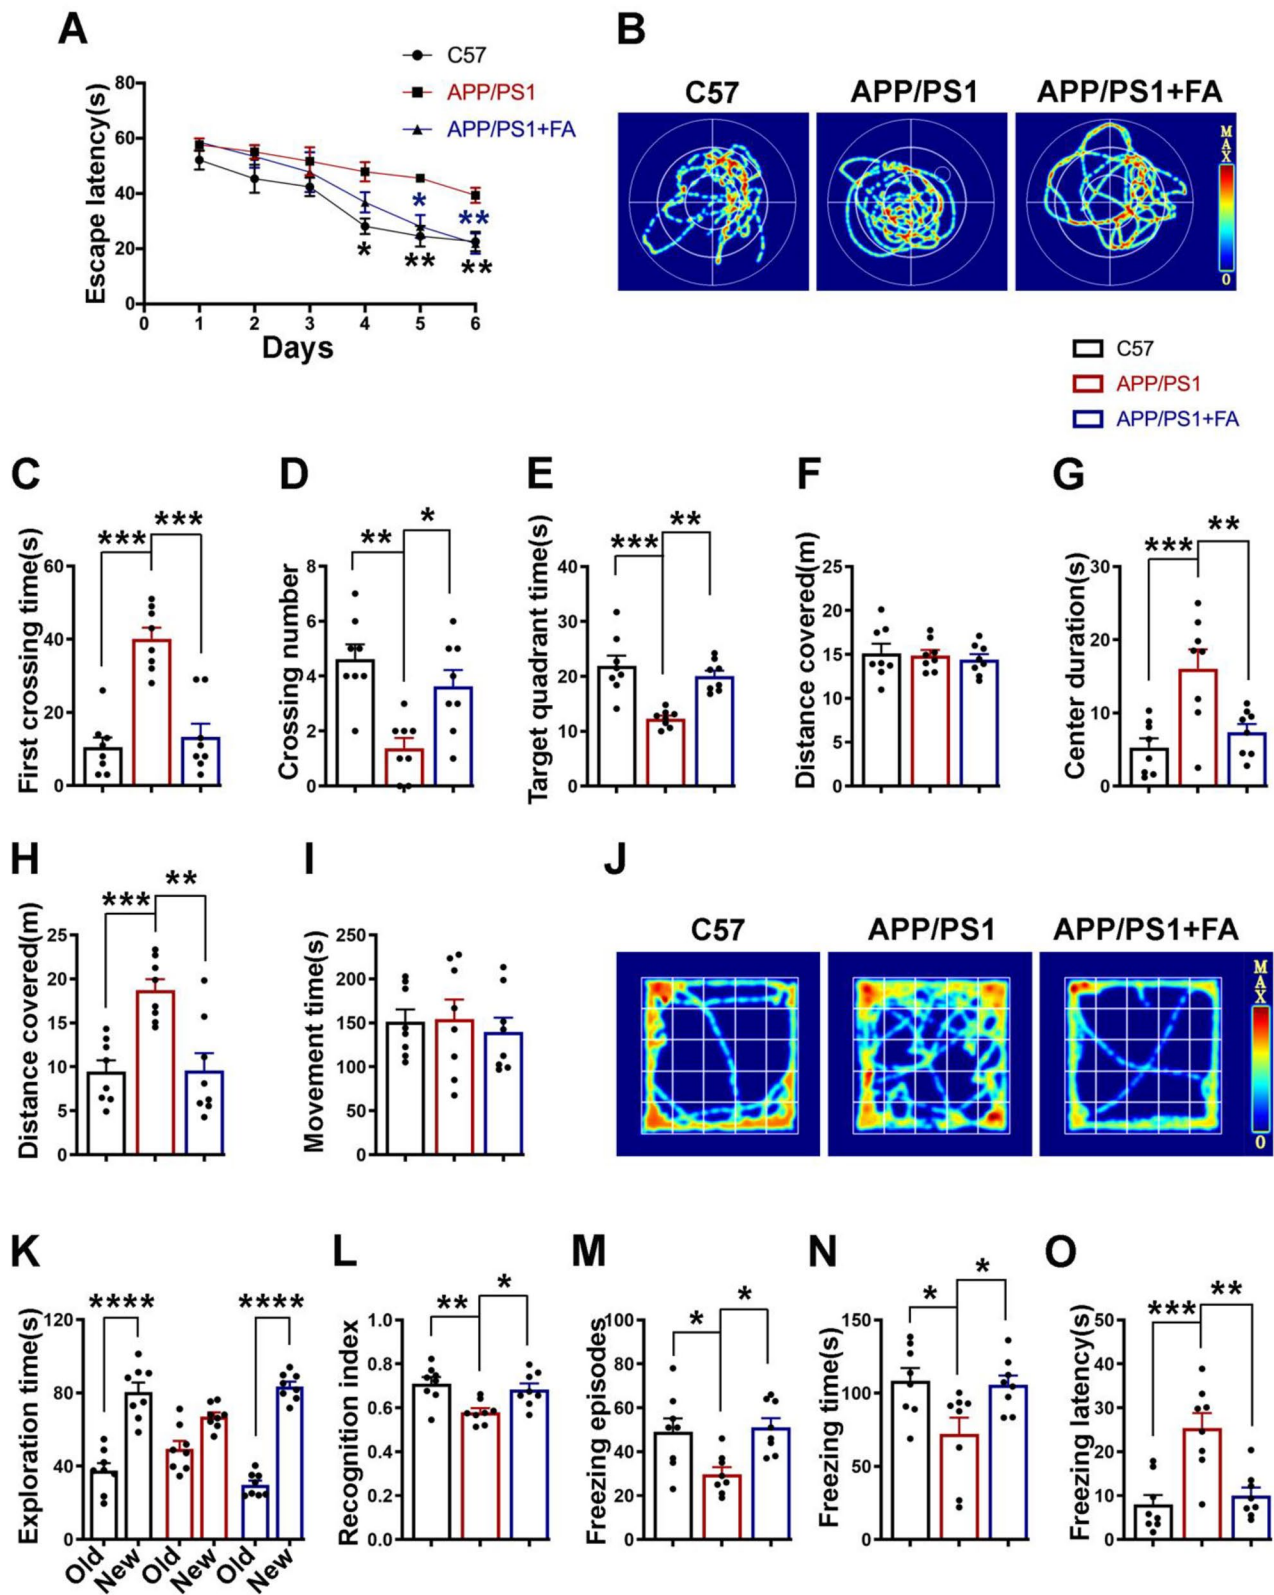 A
C57
APP/PS1
APP/PS1+FA
Escape latency(s)
80
60
40
20
0
*
**
*
**
**
0 1 2 3 4 5 6
Days
B
C57 APP/PS1 APP/PS1+FA
MAX
0
C57
APP/PS1
APP/PS1+FA
C
First crossing time(s)
60
40
20
0
*** ***
D
Crossing number
8
6
4
2
0
** *
E
Target quadrant time(s)
40
30
20
10
0
*** **
F
Distance covered(m)
25
20
15
10
5
0
G
Center duration(s)
30
20
10
0
*** **
H
Distance covered(m)
25
20
15
10
5
0
*** **
I
Movement time(s)
250
200
150
100
50
0
J
C57 APP/PS1 APP/PS1+FA
MAX
0
K
Exploration time(s)
120
80
40
0
**** ****
Old New Old New Old New
L
Recognition index
1.0
0.8
0.6
0.4
0.2
0.0
** *
M
Freezing episodes
100
80
60
40
20
0
* *
N
Freezing time(s)
150
100
50
0
* *
O
Freezing latency(s)
50
40
30
20
10
0
*** **